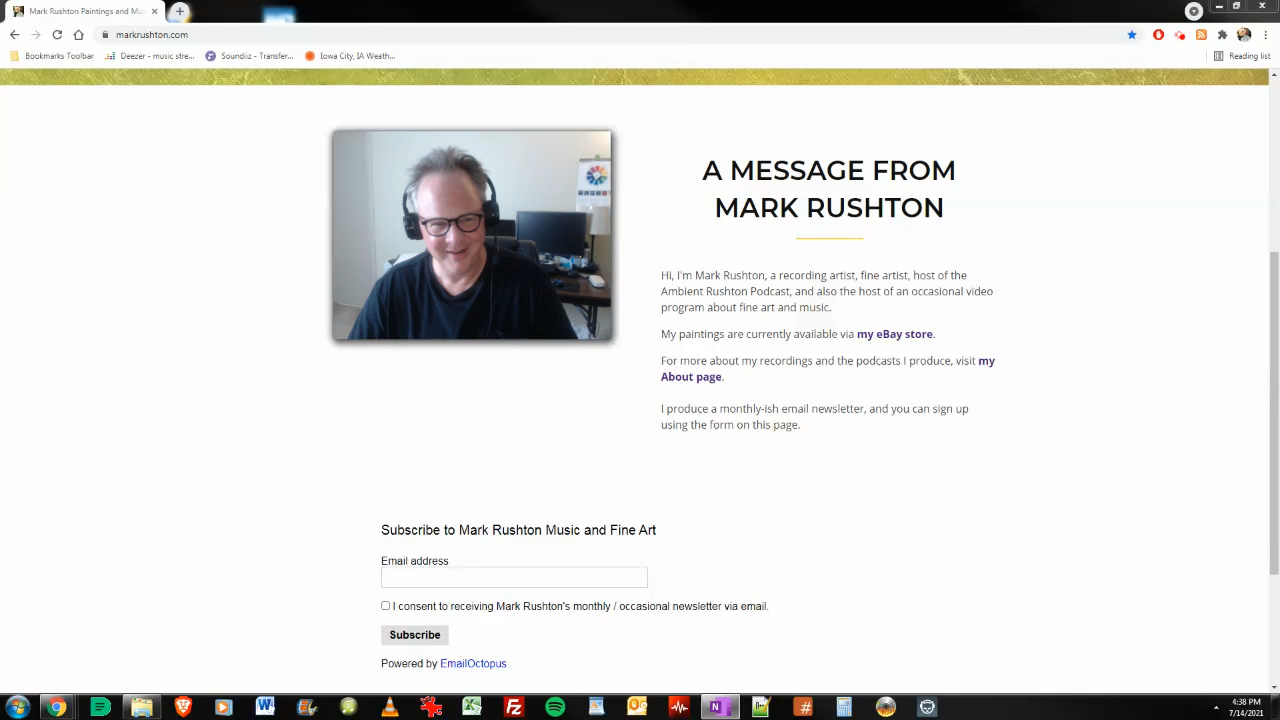 Mark Rushton Paintings and Mu
markrushton.com
Bookmarks Toolbar
Deezer - music stre...
Soundiiz - Transfer...
Iowa City, IA Weath...
Reading list
A MESSAGE FROM
MARK RUSHTON
Hi, I'm Mark Rushton, a recording artist, fine artist, host of the
Ambient Rushton Podcast, and also the host of an occasional video
program about fine art and music.
My paintings are currently available via my eBay store.
For more about my recordings and the podcasts I produce, visit my
About page.
I produce a monthly-ish email newsletter, and you can sign up
using the form on this page.
Subscribe to Mark Rushton Music and Fine Art
Email address
I consent to receiving Mark Rushton's monthly / occasional newsletter via email.
Subscribe
Powered by EmailOctopus
4:38 PM
7/14/2021